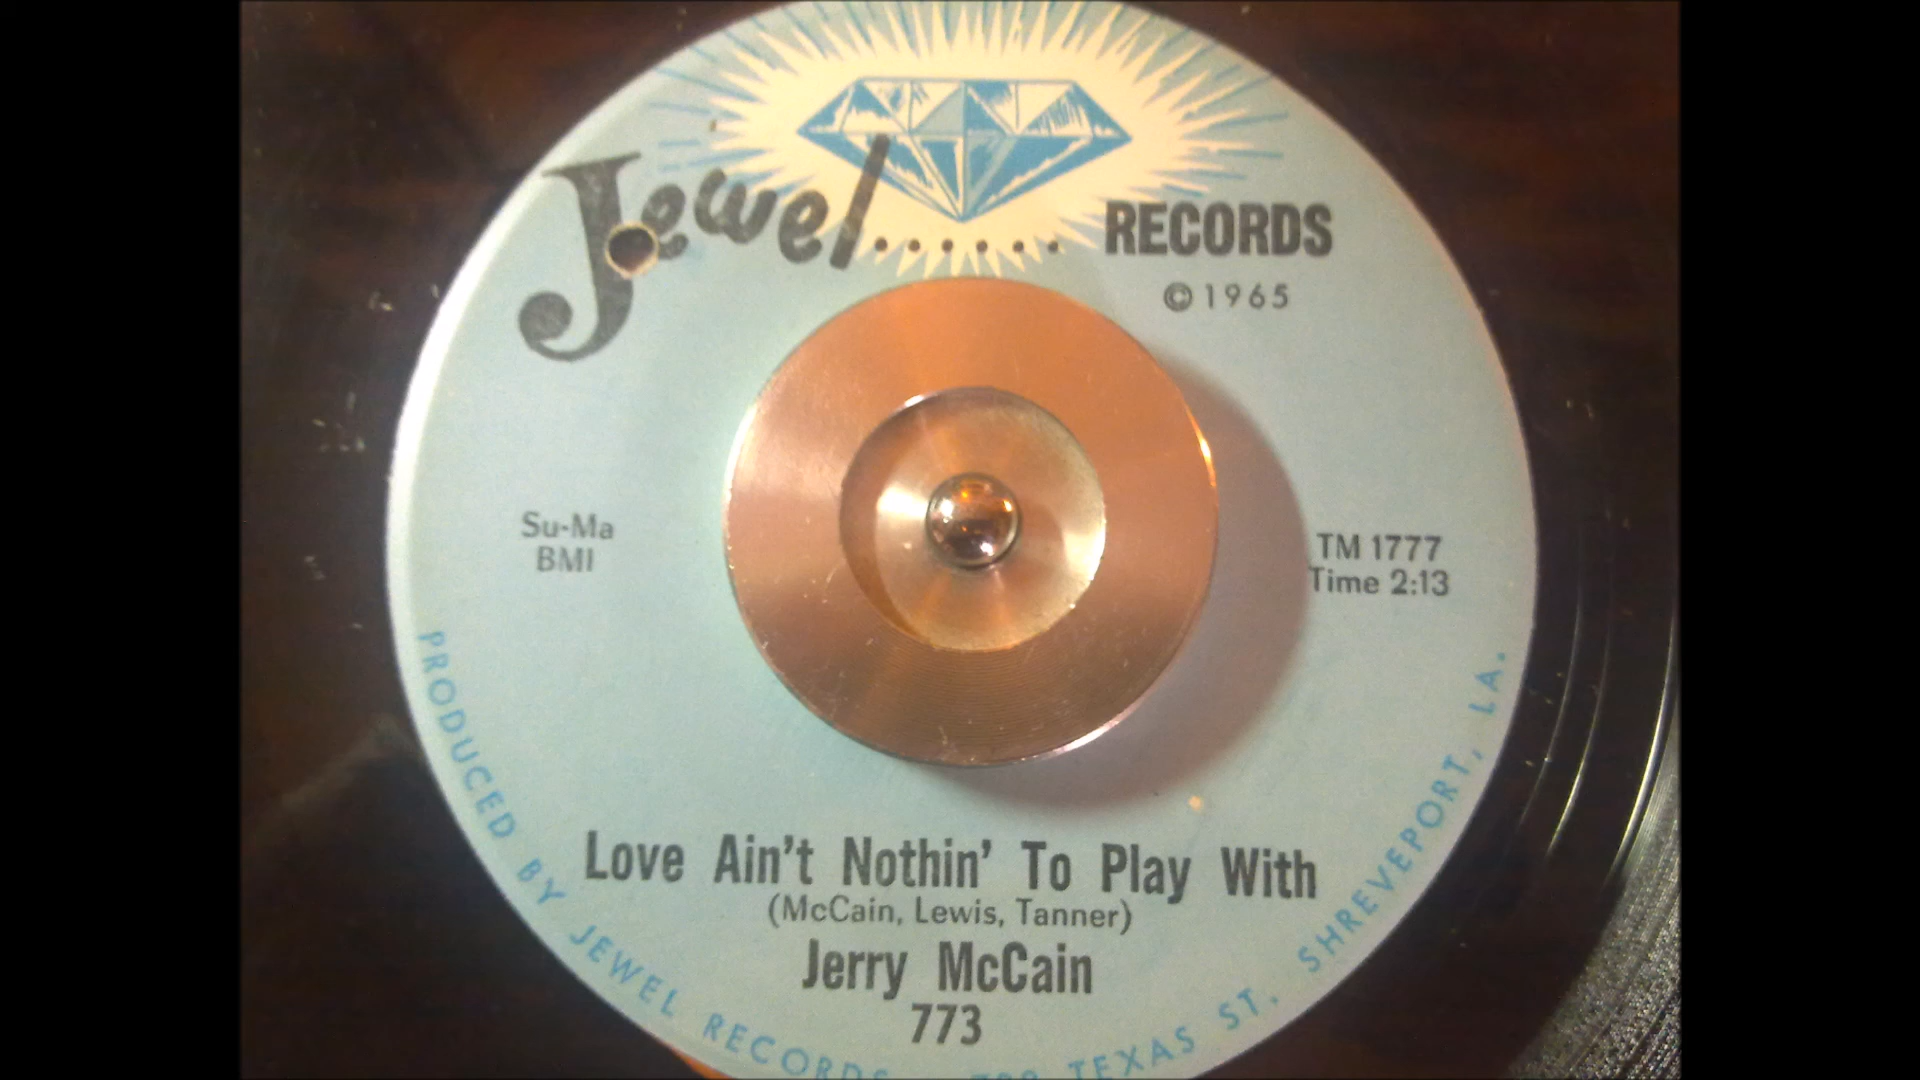 Jewel...... RECORDS
© 1965
Su-Ma
BMI
TM 1777
Time 2:13
Love Ain't Nothin' To Play With
(McCain, Lewis, Tanner)
Jerry McCain
773
PRODUCED BY JEWEL RECORDS TEXAS ST. SHREVEPORT, LA.